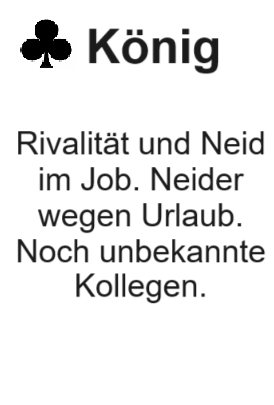 ♣ König
Rivalität und Neid
im Job. Neider
wegen Urlaub.
Noch unbekannte
Kollegen.